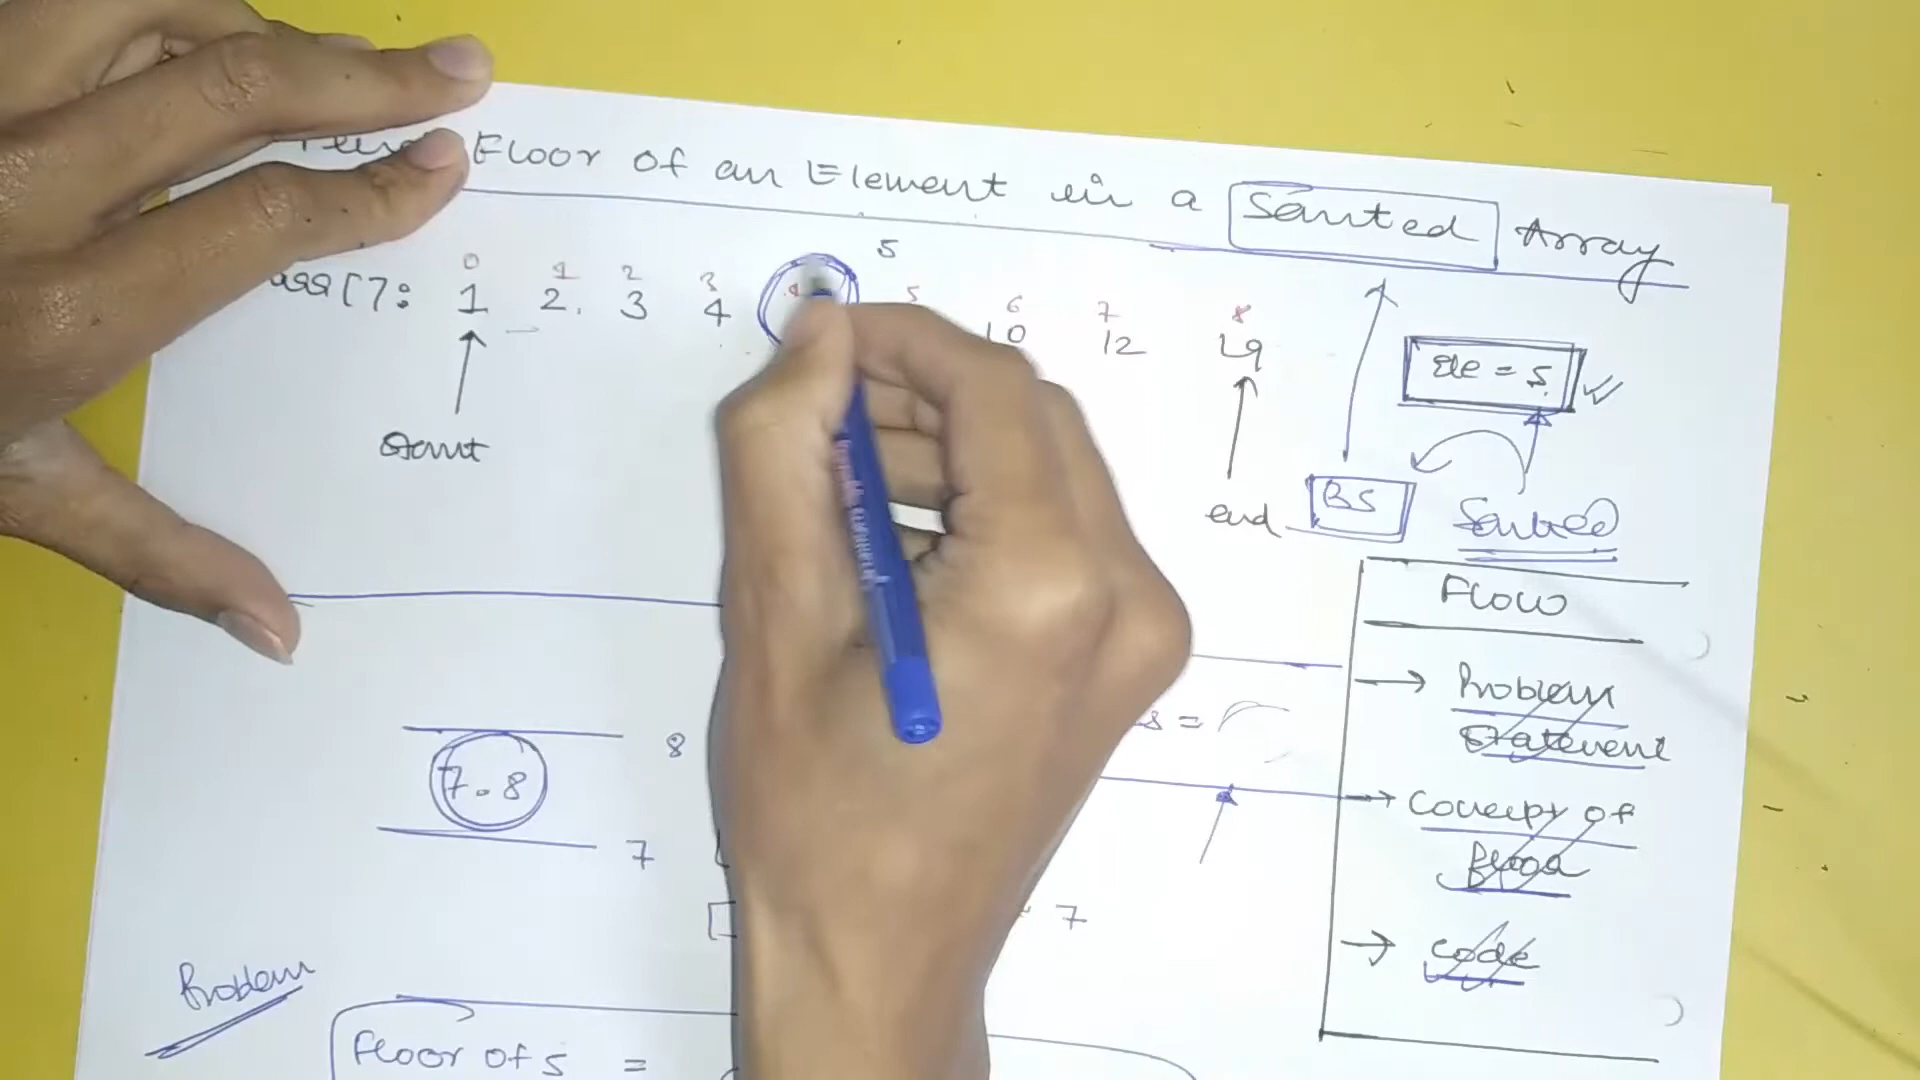 Floor of an Element in a Sorted Array
5
0 1 2 3 4 5 6 7 8
arr[]: 1 2. 3 4 10 12 19
Ele = 5
start
end
BS
Sorted
Flow
→ Problem
Statement
8
7.8
→ Concept of
7
7
→ code
Problem
Floor of 5 =